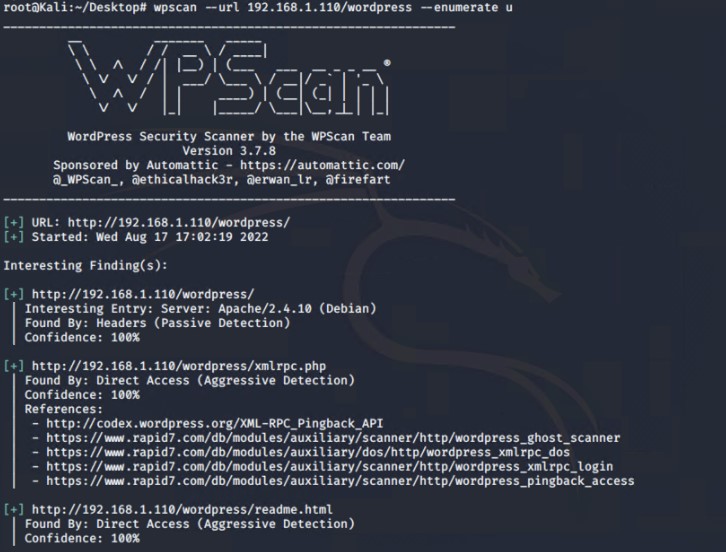 root@Kali:~/Desktop# wpscan --url 192.168.1.110/wordpress --enumerate u
WPScan ®
WordPress Security Scanner by the WPScan Team
Version 3.7.8
Sponsored by Automattic - https://automattic.com/
@_WPScan_, @ethicalhack3r, @erwan_lr, @firefart
[+] URL: http://192.168.1.110/wordpress/
[+] Started: Wed Aug 17 17:02:19 2022
Interesting Finding(s):
[+] http://192.168.1.110/wordpress/
| Interesting Entry: Server: Apache/2.4.10 (Debian)
| Found By: Headers (Passive Detection)
| Confidence: 100%
[+] http://192.168.1.110/wordpress/xmlrpc.php
| Found By: Direct Access (Aggressive Detection)
| Confidence: 100%
| References:
|  - http://codex.wordpress.org/XML-RPC_Pingback_API
|  - https://www.rapid7.com/db/modules/auxiliary/scanner/http/wordpress_ghost_scanner
|  - https://www.rapid7.com/db/modules/auxiliary/dos/http/wordpress_xmlrpc_dos
|  - https://www.rapid7.com/db/modules/auxiliary/scanner/http/wordpress_xmlrpc_login
|  - https://www.rapid7.com/db/modules/auxiliary/scanner/http/wordpress_pingback_access
[+] http://192.168.1.110/wordpress/readme.html
| Found By: Direct Access (Aggressive Detection)
| Confidence: 100%